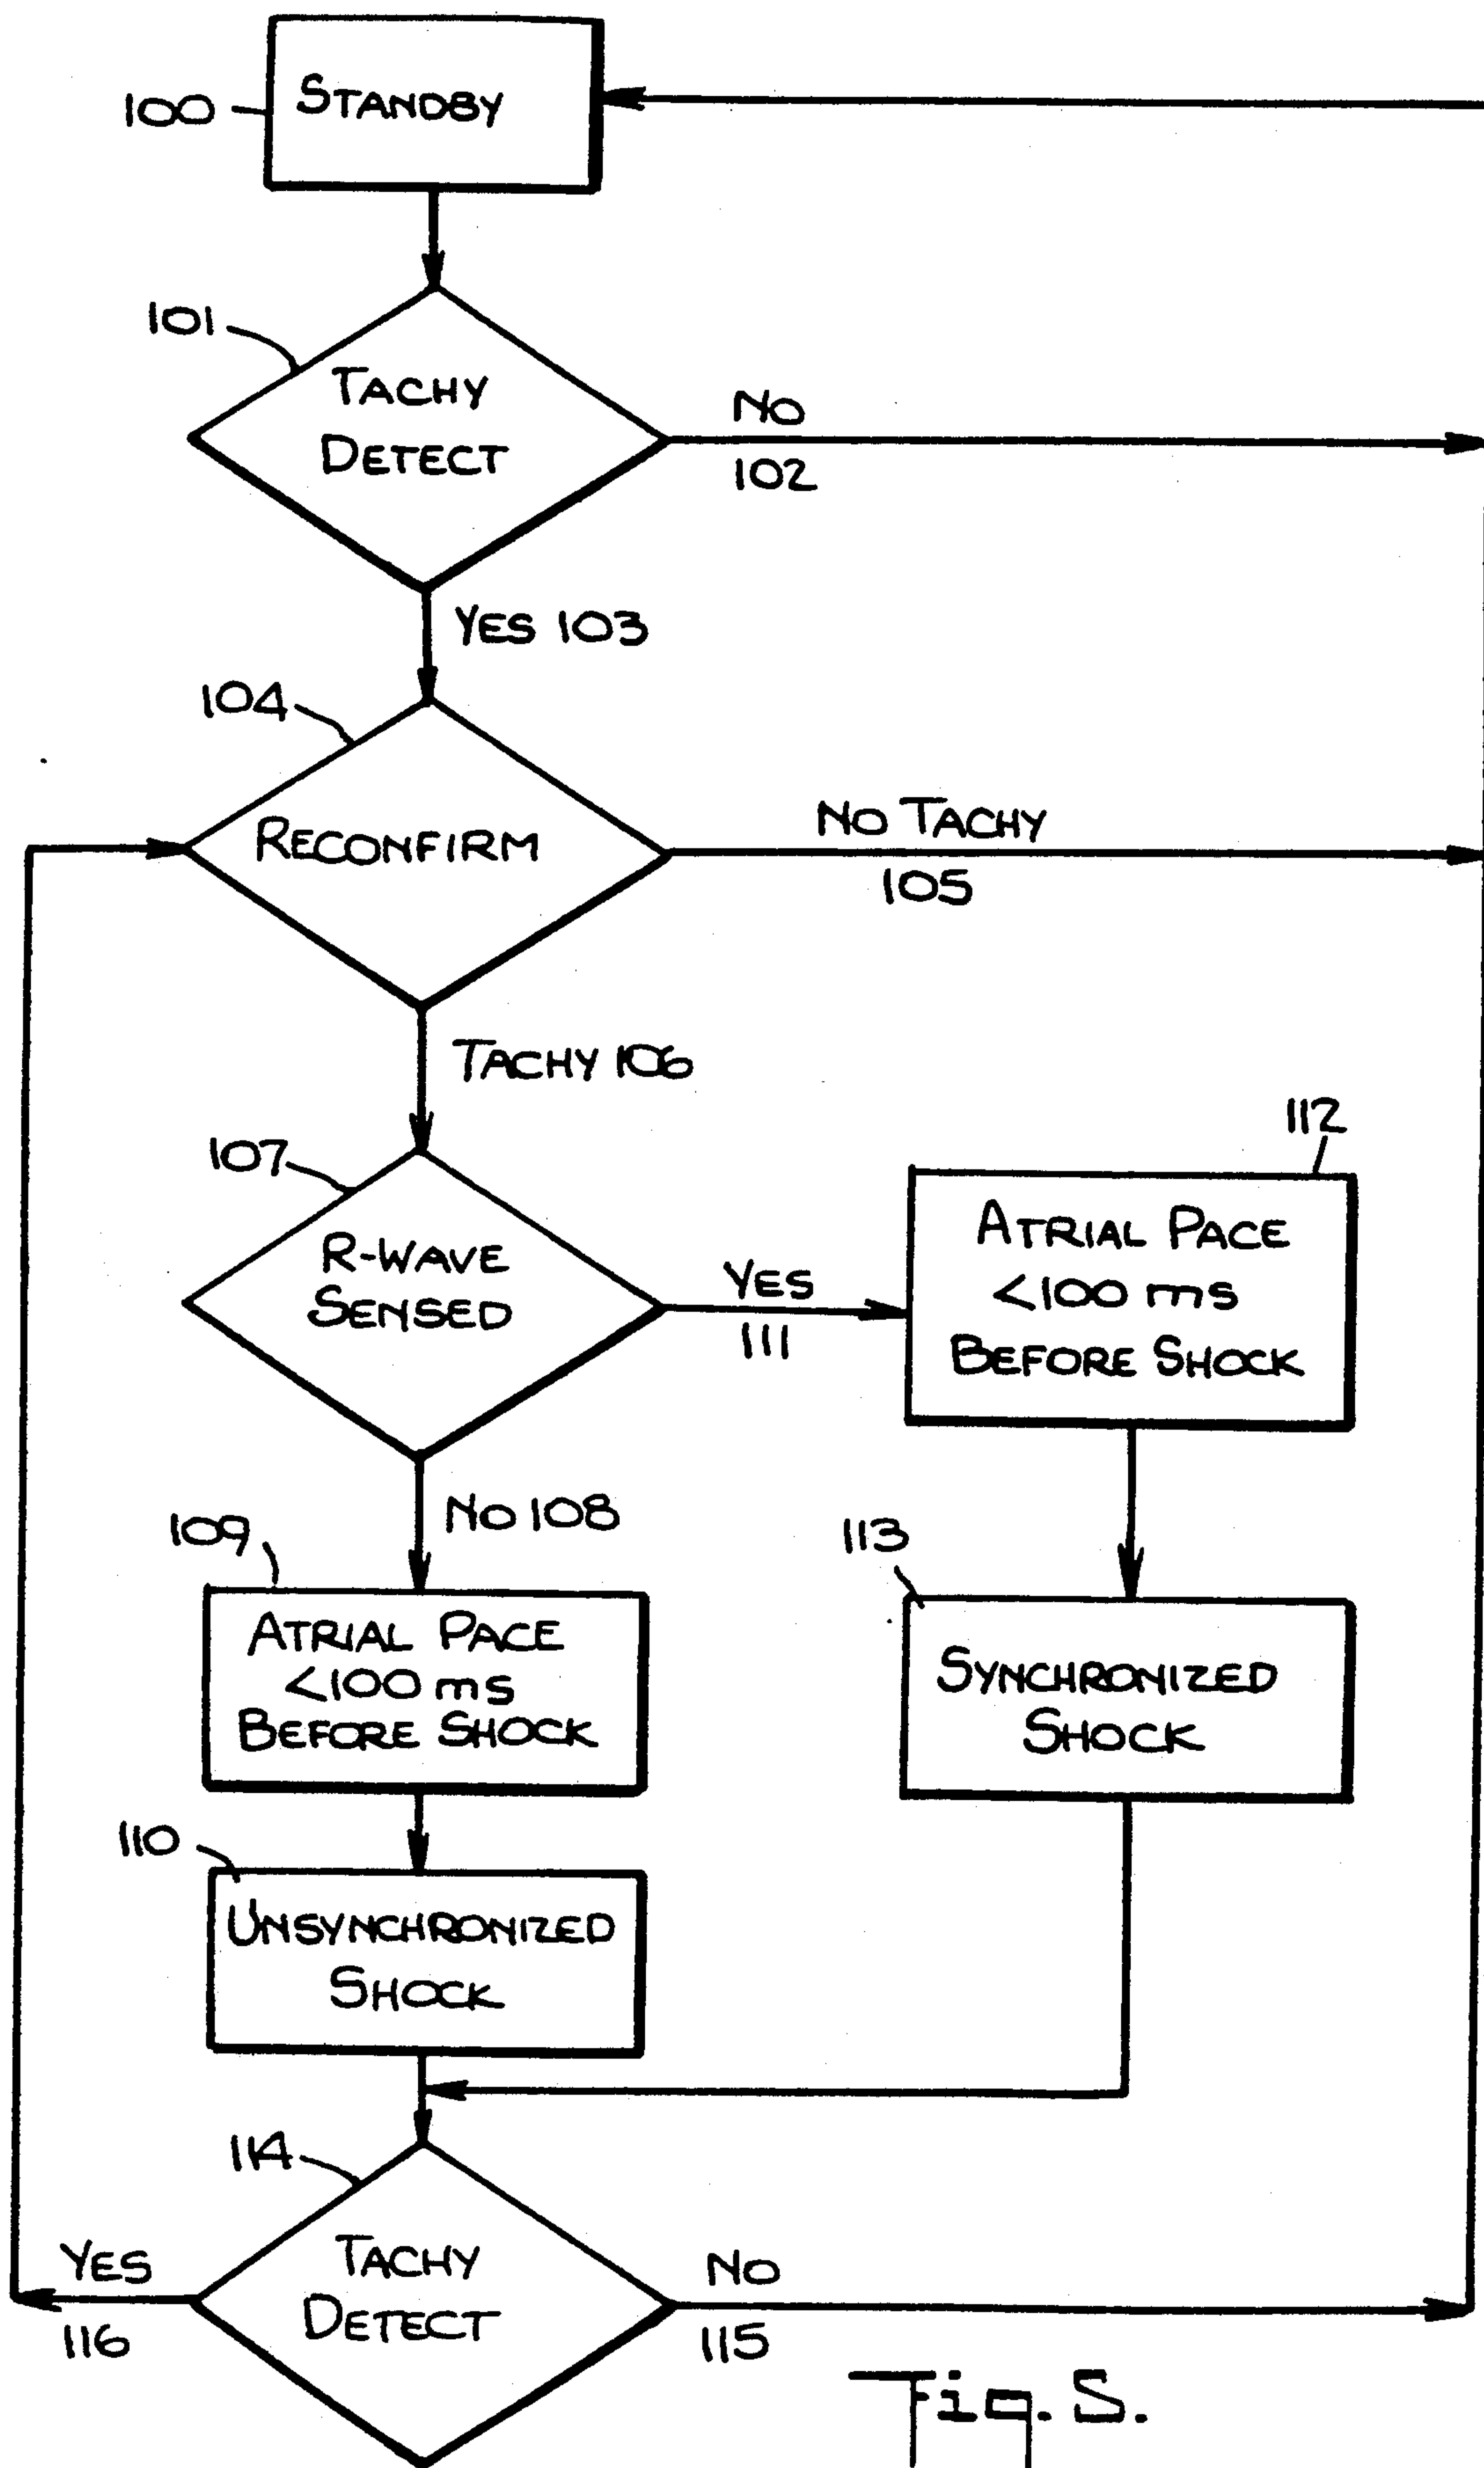 100
STANDBY
101
TACHY
DETECT
NO
102
YES 103
104
RECONFIRM
NO TACHY
105
TACHY 106
107
R-WAVE
SENSED
YES
111
112
ATRIAL PACE
<100 ms
BEFORE SHOCK
NO 108
109
ATRIAL PACE
<100 ms
BEFORE SHOCK
113
SYNCHRONIZED
SHOCK
110
UNSYNCHRONIZED
SHOCK
114
TACHY
DETECT
YES
116
NO
115
Fig. 5.